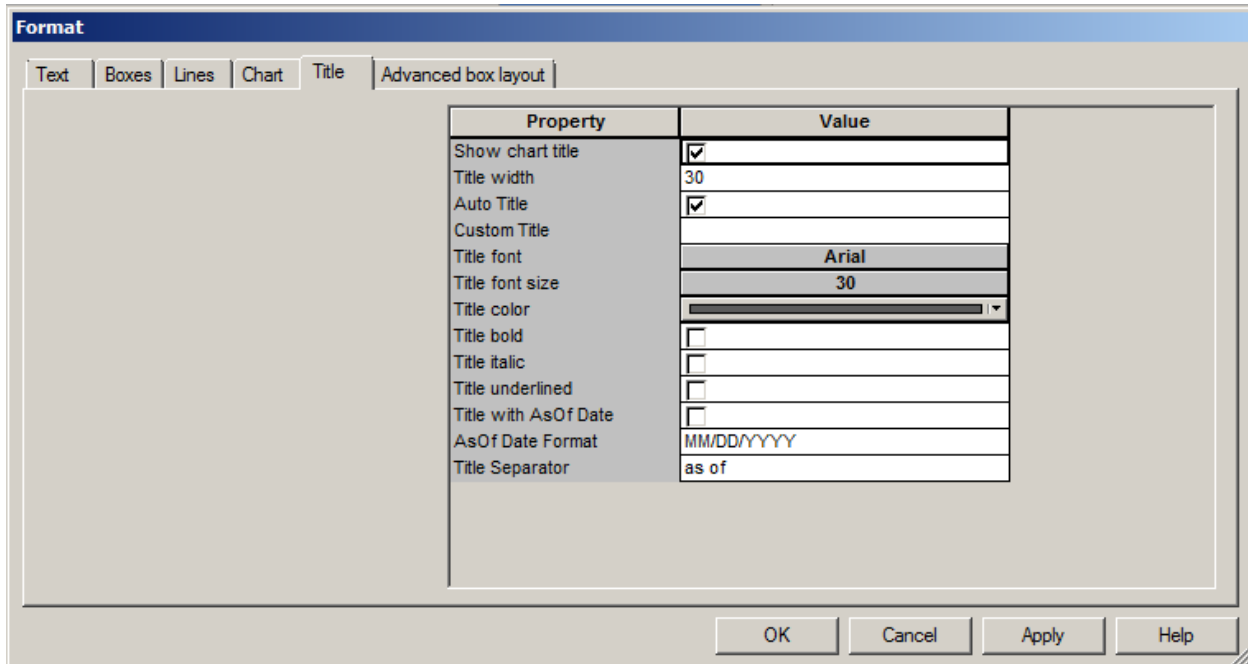 Format
Text Boxes Lines Chart Title Advanced box layout
Property Value
Show chart title
Title width 30
Auto Title
Custom Title
Title font Arial
Title font size 30
Title color
Title bold
Title italic
Title underlined
Title with AsOf Date
AsOf Date Format MM/DD/YYYY
Title Separator as of
OK Cancel Apply Help